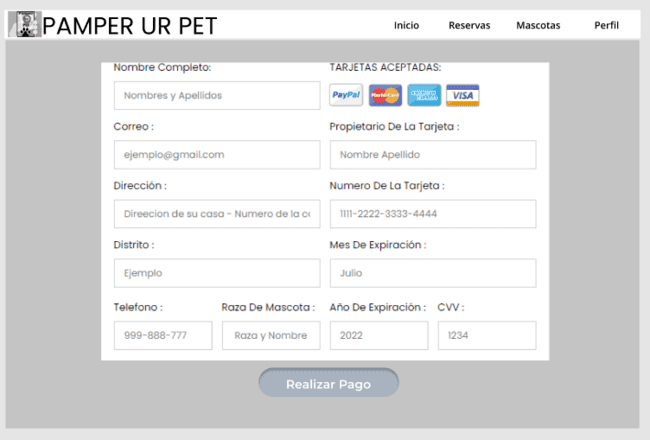 PAMPER UR PET
Inicio Reservas Mascotas Perfil
Nombre Completo:
Nombres y Apellidos
Correo :
ejemplo@gmail.com
Dirección :
Direecion de su casa - Numero de la c
Distrito :
Ejemplo
Telefono : Raza De Mascota :
999-888-777 Raza y Nombre
TARJETAS ACEPTADAS:
PayPal MasterCard AMERICAN EXPRESS VISA
Propietario De La Tarjeta :
Nombre Apellido
Numero De La Tarjeta :
1111-2222-3333-4444
Mes De Expiración :
Julio
Año De Expiración : CVV :
2022 1234
Realizar Pago